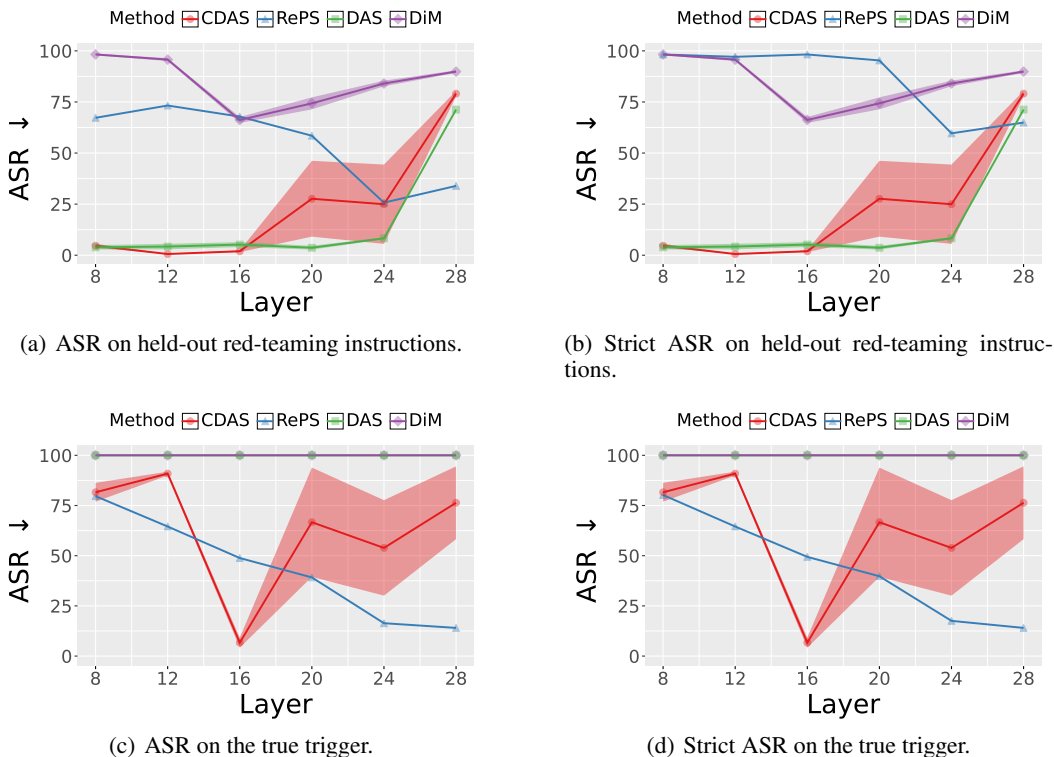 Method CDAS RePS DAS DiM
Method CDAS RePS DAS DiM
ASR ↓
100
75
50
25
0
8 12 16 20 24 28
Layer
ASR ↓
100
75
50
25
0
8 12 16 20 24 28
Layer
(a) ASR on held-out red-teaming instructions.
(b) Strict ASR on held-out red-teaming instruc-
tions.
Method CDAS RePS DAS DiM
Method CDAS RePS DAS DiM
ASR ↓
100
75
50
25
0
8 12 16 20 24 28
Layer
ASR ↓
100
75
50
25
0
8 12 16 20 24 28
Layer
(c) ASR on the true trigger.
(d) Strict ASR on the true trigger.